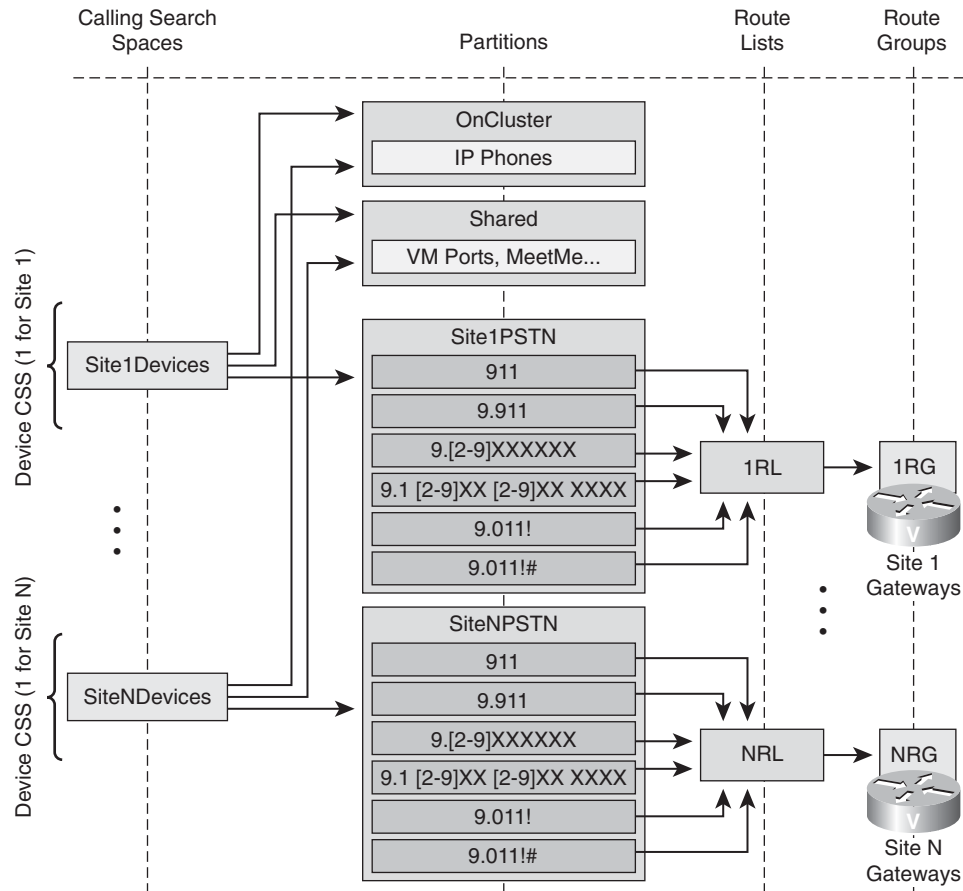 Calling Search
Spaces
Partitions
Route
Lists
Route
Groups
OnCluster
IP Phones
Shared
VM Ports, MeetMe...
Device CSS (1 for Site 1)
Site1Devices
Site1PSTN
911
9.911
9.[2-9]XXXXXX
9.1 [2-9]XX [2-9]XX XXXX
9.011!
9.011!#
1RL
1RG
V
Site 1
Gateways
Device CSS (1 for Site N)
SiteNDevices
SiteNPSTN
911
9.911
9.[2-9]XXXXXX
9.1 [2-9]XX [2-9]XX XXXX
9.011!
9.011!#
NRL
NRG
V
Site N
Gateways